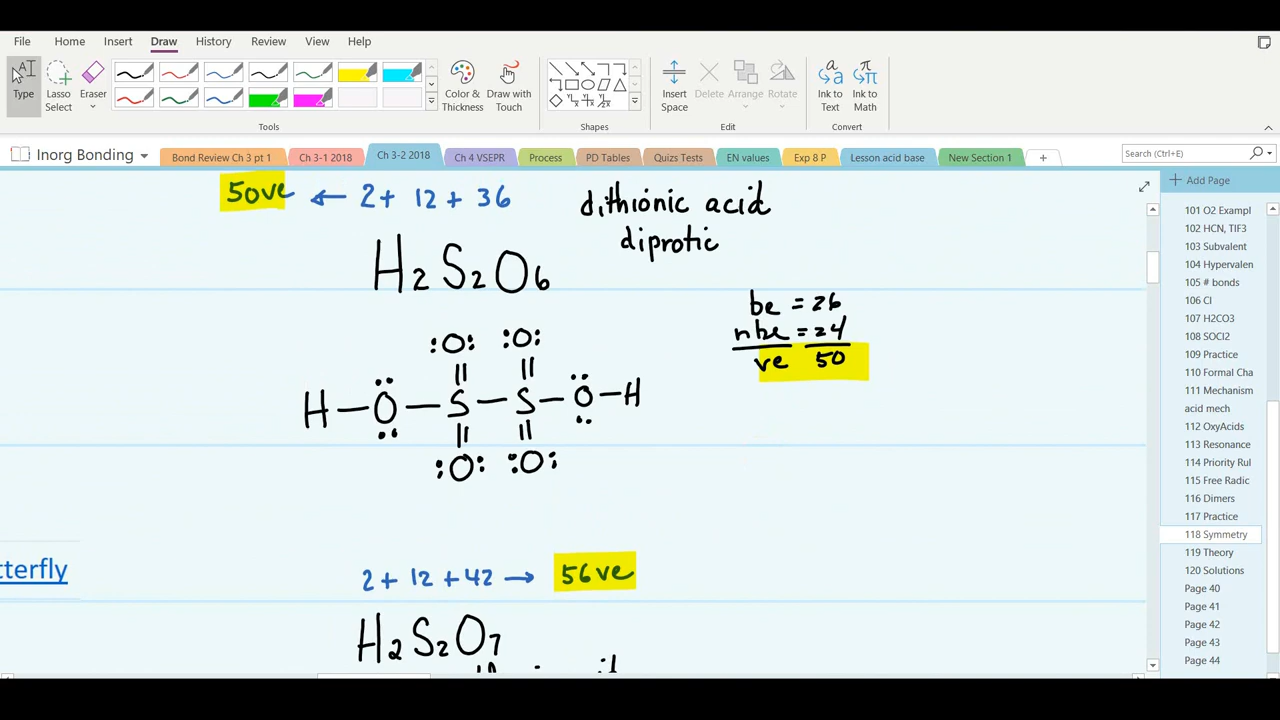 File Home Insert Draw History Review View Help
Type Lasso Select Eraser Color & Thickness Draw with Touch Insert Space Delete Arrange Rotate Ink to Text Ink to Math
Tools Shapes Edit Convert
Inorg Bonding Bond Review Ch 3 pt 1 Ch 3-1 2018 Ch 3-2 2018 Ch 4 VSEPR Process PD Tables Quizs Tests EN values Exp 8 P Lesson acid base New Section 1 + Search (Ctrl+E)
50ve ← 2+ 12 + 36
dithionic acid
diprotic
H2S2O6
be = 26
nbe = 24
ve 50
:O: :O:
|| ||
H — O — S — S — O — H
|| ||
:O: :O:
tterfly
2 + 12 + 42 → 56ve
H2S2O7
Add Page
101 O2 Exampl
102 HCN, TIF3
103 Subvalent
104 Hypervalen
105 # bonds
106 CI
107 H2CO3
108 SOCI2
109 Practice
110 Formal Cha
111 Mechanism
acid mech
112 OxyAcids
113 Resonance
114 Priority Rul
115 Free Radic
116 Dimers
117 Practice
118 Symmetry
119 Theory
120 Solutions
Page 40
Page 41
Page 42
Page 43
Page 44